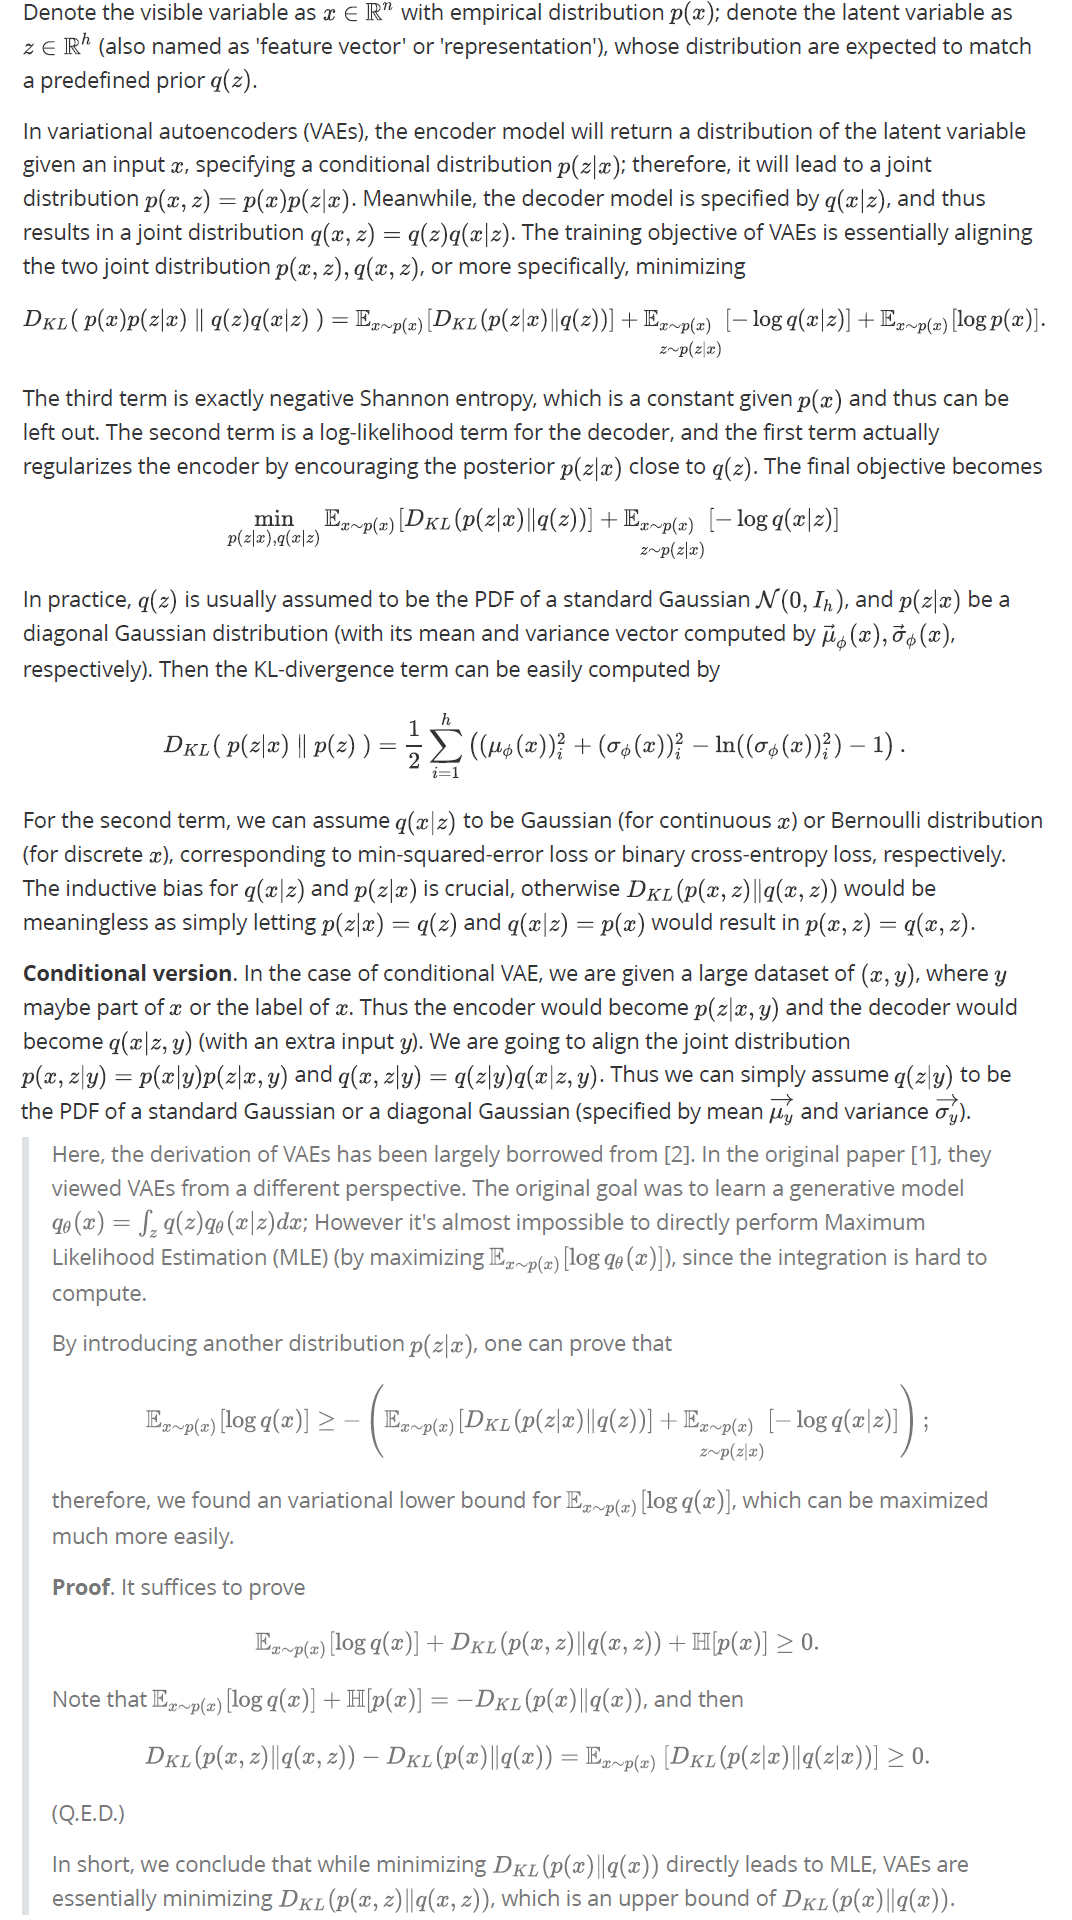 Denote the visible variable as $x \in \mathbb{R}^n$ with empirical distribution $p(x)$; denote the latent variable as
$z \in \mathbb{R}^h$ (also named as 'feature vector' or 'representation'), whose distribution are expected to match
a predefined prior $q(z)$.
In variational autoencoders (VAEs), the encoder model will return a distribution of the latent variable
given an input $x$, specifying a conditional distribution $p(z|x)$; therefore, it will lead to a joint
distribution $p(x, z) = p(x)p(z|x)$. Meanwhile, the decoder model is specified by $q(x|z)$, and thus
results in a joint distribution $q(x, z) = q(z)q(x|z)$. The training objective of VAEs is essentially aligning
the two joint distribution $p(x, z), q(x, z)$, or more specifically, minimizing
$D_{KL}(\,p(x)p(z|x) \parallel q(z)q(x|z)\,) = \mathbb{E}_{x \sim p(x)}[D_{KL}(p(z|x)\|q(z))] + \mathbb{E}_{\substack{x \sim p(x) \\ z \sim p(z|x)}}[-\log q(x|z)] + \mathbb{E}_{x \sim p(x)}[\log p(x)].$
The third term is exactly negative Shannon entropy, which is a constant given $p(x)$ and thus can be
left out. The second term is a log-likelihood term for the decoder, and the first term actually
regularizes the encoder by encouraging the posterior $p(z|x)$ close to $q(z)$. The final objective becomes
$\min_{p(z|x),q(x|z)} \mathbb{E}_{x \sim p(x)}[D_{KL}(p(z|x)\|q(z))] + \mathbb{E}_{\substack{x \sim p(x) \\ z \sim p(z|x)}}[-\log q(x|z)]$
In practice, $q(z)$ is usually assumed to be the PDF of a standard Gaussian $\mathcal{N}(0, I_h)$, and $p(z|x)$ be a
diagonal Gaussian distribution (with its mean and variance vector computed by $\vec{\mu}_\phi(x), \vec{\sigma}_\phi(x)$,
respectively). Then the KL-divergence term can be easily computed by
$D_{KL}(\,p(z|x) \parallel p(z)\,) = \frac{1}{2} \sum_{i=1}^{h} \left( (\mu_\phi(x))_i^2 + (\sigma_\phi(x))_i^2 - \ln((\sigma_\phi(x))_i^2) - 1 \right).$
For the second term, we can assume $q(x|z)$ to be Gaussian (for continuous $x$) or Bernoulli distribution
(for discrete $x$), corresponding to min-squared-error loss or binary cross-entropy loss, respectively.
The inductive bias for $q(x|z)$ and $p(z|x)$ is crucial, otherwise $D_{KL}(p(x, z)\|q(x, z))$ would be
meaningless as simply letting $p(z|x) = q(z)$ and $q(x|z) = p(x)$ would result in $p(x, z) = q(x, z)$.
Conditional version. In the case of conditional VAE, we are given a large dataset of $(x, y)$, where $y$
maybe part of $x$ or the label of $x$. Thus the encoder would become $p(z|x, y)$ and the decoder would
become $q(x|z, y)$ (with an extra input $y$). We are going to align the joint distribution
$p(x, z|y) = p(x|y)p(z|x, y)$ and $q(x, z|y) = q(z|y)q(x|z, y)$. Thus we can simply assume $q(z|y)$ to be
the PDF of a standard Gaussian or a diagonal Gaussian (specified by mean $\overrightarrow{\mu_y}$ and variance $\overrightarrow{\sigma_y}$).
Here, the derivation of VAEs has been largely borrowed from [2]. In the original paper [1], they
viewed VAEs from a different perspective. The original goal was to learn a generative model
$q_\theta(x) = \int_z q(z)q_\theta(x|z)dx$; However it's almost impossible to directly perform Maximum
Likelihood Estimation (MLE) (by maximizing $\mathbb{E}_{x \sim p(x)}[\log q_\theta(x)]$), since the integration is hard to
compute.
By introducing another distribution $p(z|x)$, one can prove that
$\mathbb{E}_{x \sim p(x)}[\log q(x)] \geq -\left( \mathbb{E}_{x \sim p(x)}[D_{KL}(p(z|x)\|q(z))] + \mathbb{E}_{\substack{x \sim p(x) \\ z \sim p(z|x)}}[-\log q(x|z)] \right);$
therefore, we found an variational lower bound for $\mathbb{E}_{x \sim p(x)}[\log q(x)]$, which can be maximized
much more easily.
Proof. It suffices to prove
$\mathbb{E}_{x \sim p(x)}[\log q(x)] + D_{KL}(p(x, z)\|q(x, z)) + \mathbb{H}[p(x)] \geq 0.$
Note that $\mathbb{E}_{x \sim p(x)}[\log q(x)] + \mathbb{H}[p(x)] = -D_{KL}(p(x)\|q(x))$, and then
$D_{KL}(p(x, z)\|q(x, z)) - D_{KL}(p(x)\|q(x)) = \mathbb{E}_{x \sim p(x)}[D_{KL}(p(z|x)\|q(z|x))] \geq 0.$
(Q.E.D.)
In short, we conclude that while minimizing $D_{KL}(p(x)\|q(x))$ directly leads to MLE, VAEs are
essentially minimizing $D_{KL}(p(x, z)\|q(x, z))$, which is an upper bound of $D_{KL}(p(x)\|q(x))$.